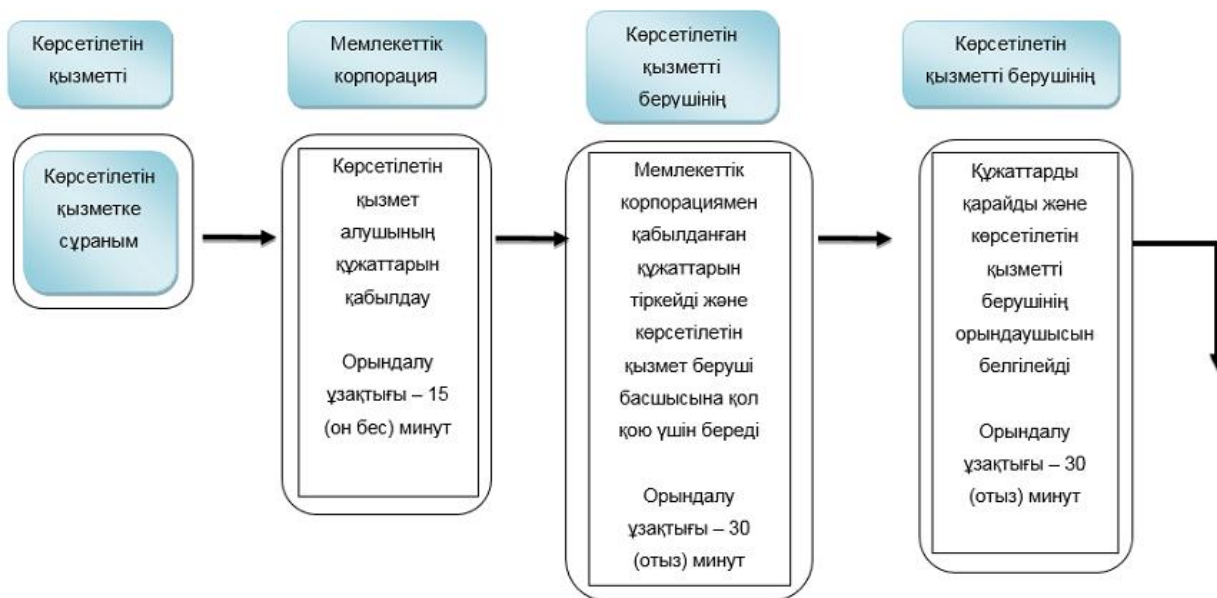 Көрсетілетін
қызметті
Мемлекеттік
корпорация
Көрсетілетін
қызметті
берушінің
Көрсетілетін
қызметті берушінің
Көрсетілетін
қызметке
сұраным
Көрсетілетін
қызмет
алушының
құжаттарын
қабылдау
Орындалу
ұзақтығы – 15
(он бес) минут
Мемлекеттік
корпорациямен
қабылданған
құжаттарын
тіркейді және
көрсетілетін
қызмет беруші
басшысына қол
қою үшін береді
Орындалу
ұзақтығы – 30
(отыз) минут
Құжаттарды
қарайды және
көрсетілетін
қызметті
берушінің
орындаушысын
белгілейді
Орындалу
ұзақтығы – 30
(отыз) минут